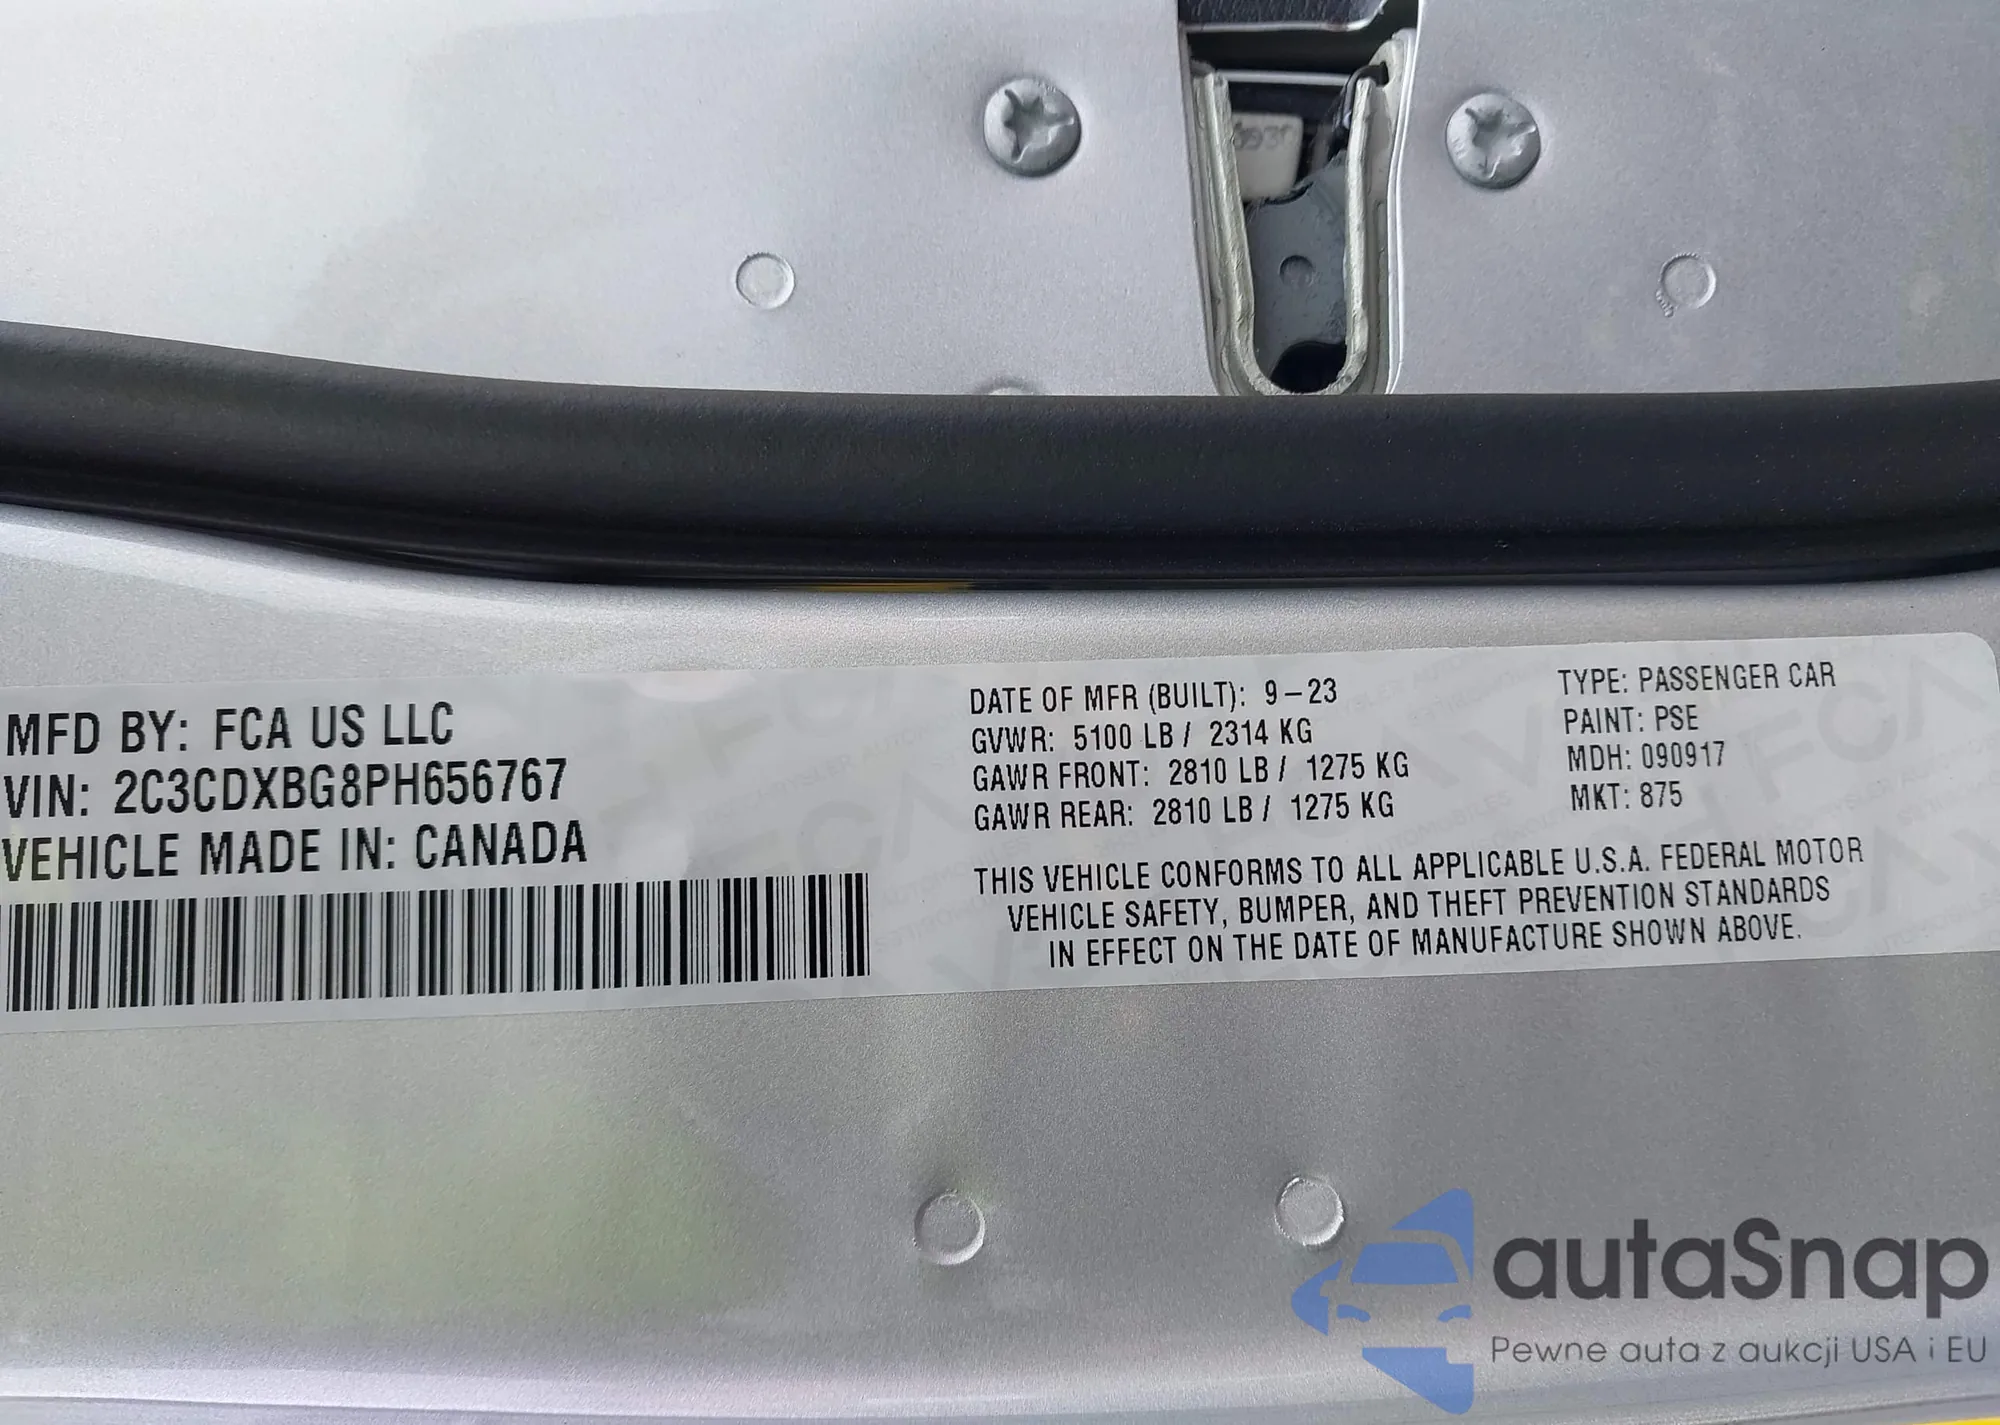 MFD BY: FCA US LLC
VIN: 2C3CDXBG8PH656767
VEHICLE MADE IN: CANADA
DATE OF MFR (BUILT): 9-23
GVWR: 5100 LB / 2314 KG
GAWR FRONT: 2810 LB / 1275 KG
GAWR REAR: 2810 LB / 1275 KG
TYPE: PASSENGER CAR
PAINT: PSE
MDH: 090917
MKT: 875
THIS VEHICLE CONFORMS TO ALL APPLICABLE U.S.A. FEDERAL MOTOR
VEHICLE SAFETY, BUMPER, AND THEFT PREVENTION STANDARDS
IN EFFECT ON THE DATE OF MANUFACTURE SHOWN ABOVE.
autaSnap
Pewne auta z aukcji USA i EU